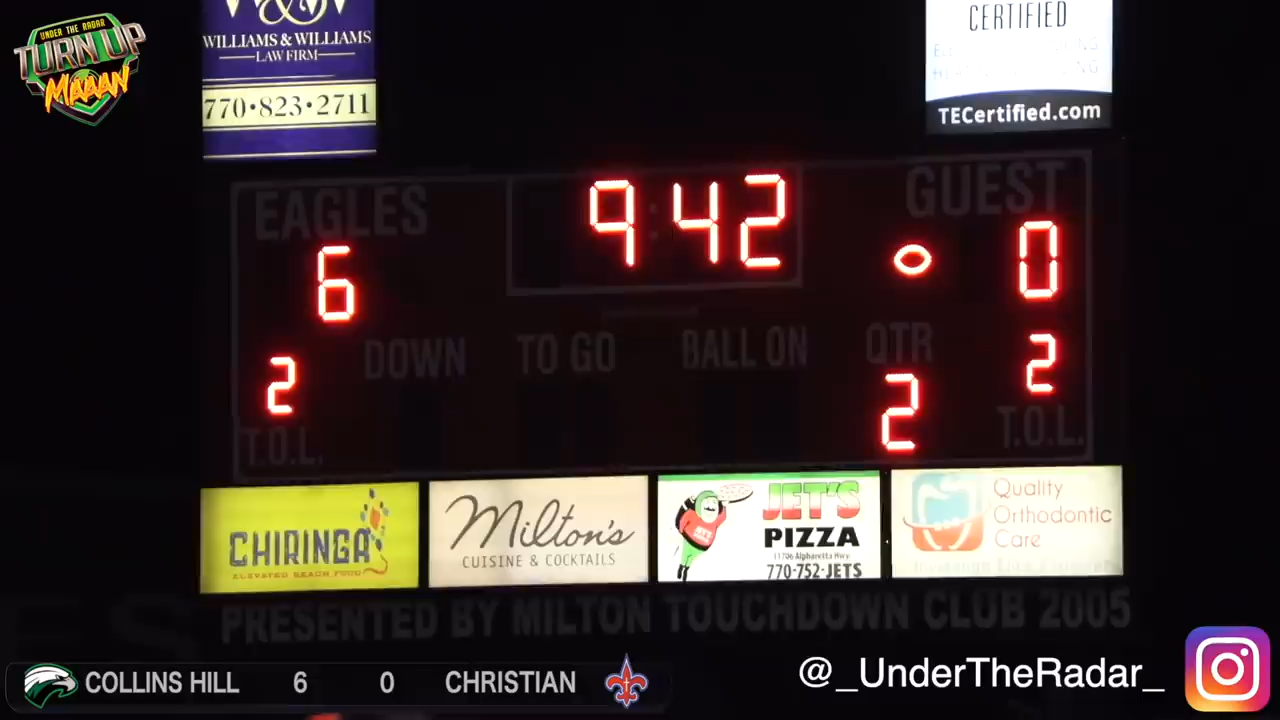 UNDER THE RADAR
TURN UP
MAAAN
W&W
WILLIAMS & WILLIAMS
LAW FIRM
770•823•2711
CERTIFIED
TECertified.com
EAGLES
9:42
GUEST
6
0
DOWN
TO GO
BALL ON
QTR
2
2
2
T.O.L.
T.O.L.
CHIRINGA
ELEVATED BEACH FOOD
Milton's
CUISINE & COCKTAILS
JET'S
PIZZA
11706 Alpharetta Hwy.
770-752-JETS
Quality
Orthodontic
Care
PRESENTED BY MILTON TOUCHDOWN CLUB 2005
COLLINS HILL 6 0 CHRISTIAN
@_UnderTheRadar_